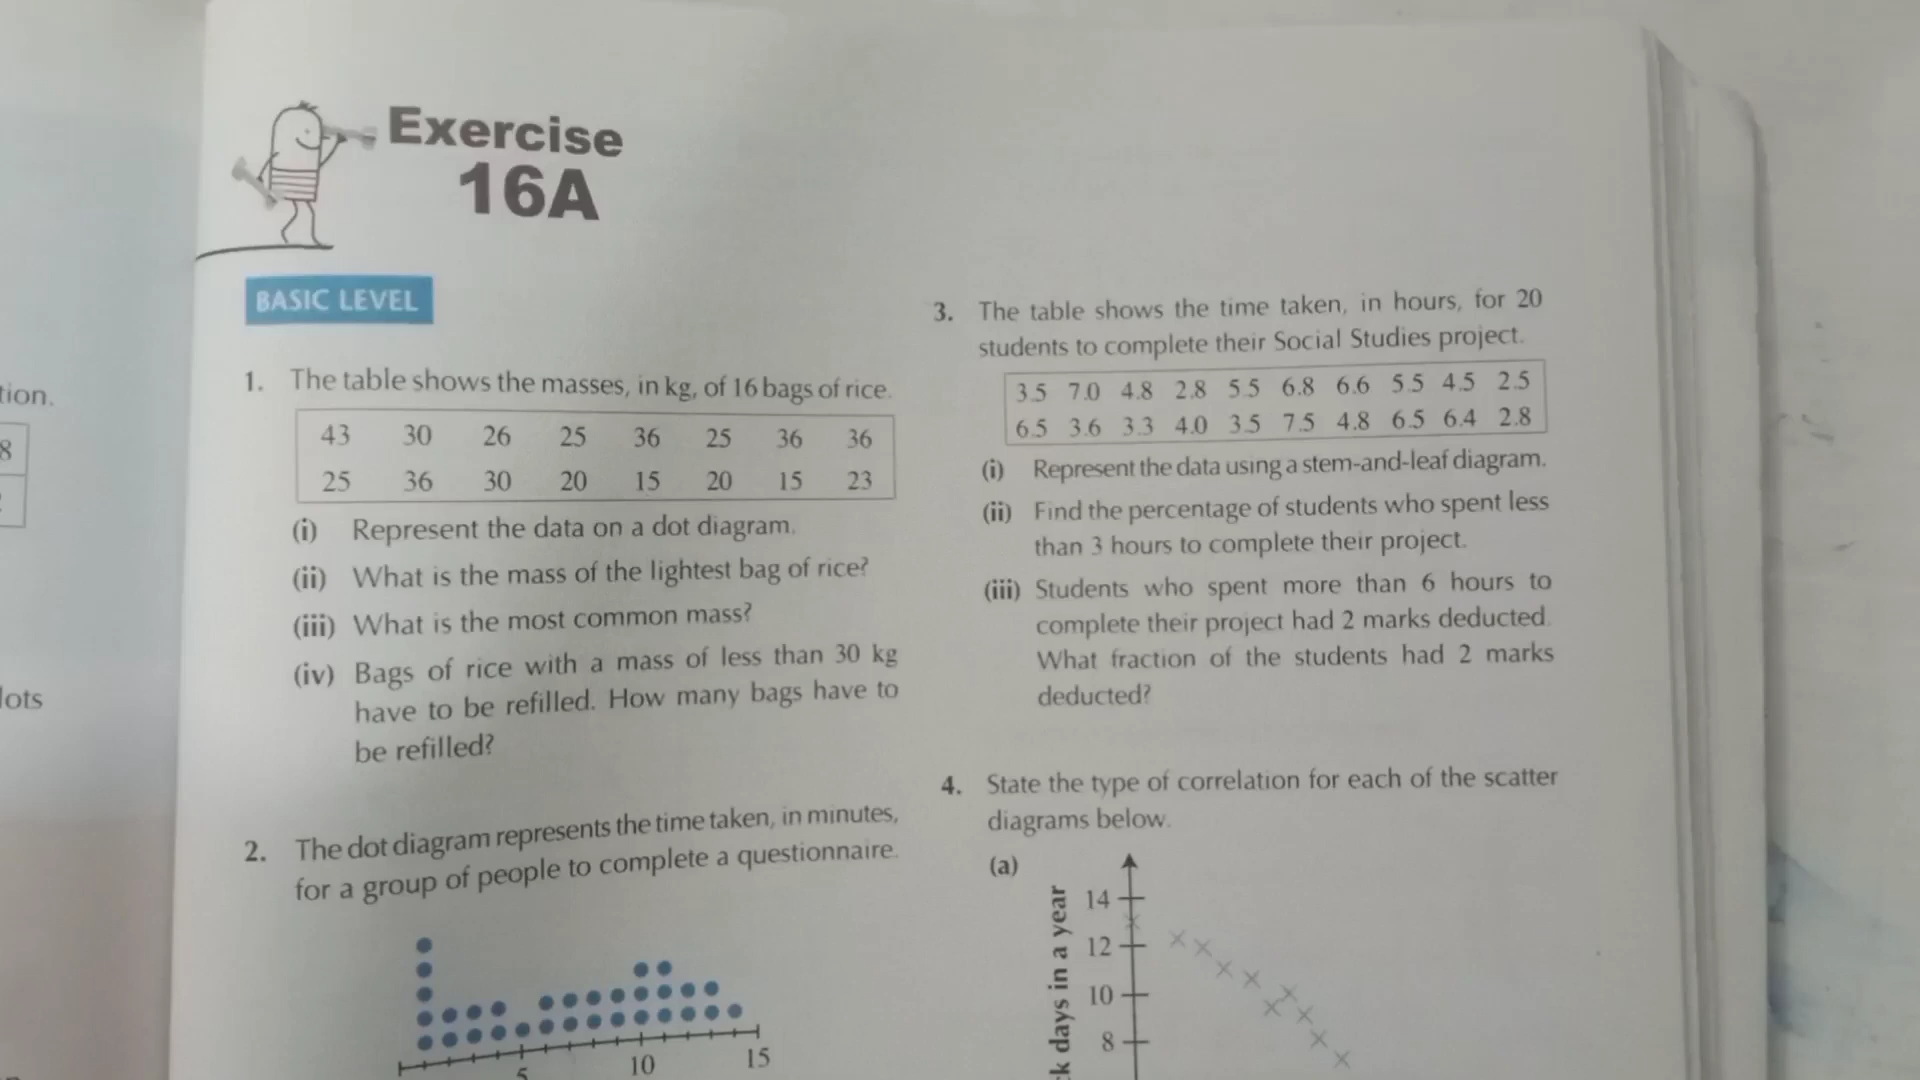 Exercise
16A
BASIC LEVEL
1. The table shows the masses, in kg, of 16 bags of rice.
43 30 26 25 36 25 36 36
25 36 30 20 15 20 15 23
(i) Represent the data on a dot diagram.
(ii) What is the mass of the lightest bag of rice?
(iii) What is the most common mass?
(iv) Bags of rice with a mass of less than 30 kg
have to be refilled. How many bags have to
be refilled?
2. The dot diagram represents the time taken, in minutes,
for a group of people to complete a questionnaire.
5 10 15
3. The table shows the time taken, in hours, for 20
students to complete their Social Studies project.
3.5 7.0 4.8 2.8 5.5 6.8 6.6 5.5 4.5 2.5
6.5 3.6 3.3 4.0 3.5 7.5 4.8 6.5 6.4 2.8
(i) Represent the data using a stem-and-leaf diagram.
(ii) Find the percentage of students who spent less
than 3 hours to complete their project.
(iii) Students who spent more than 6 hours to
complete their project had 2 marks deducted.
What fraction of the students had 2 marks
deducted?
4. State the type of correlation for each of the scatter
diagrams below.
(a)
14
12
10
8
days in a year
tion.
8
lots